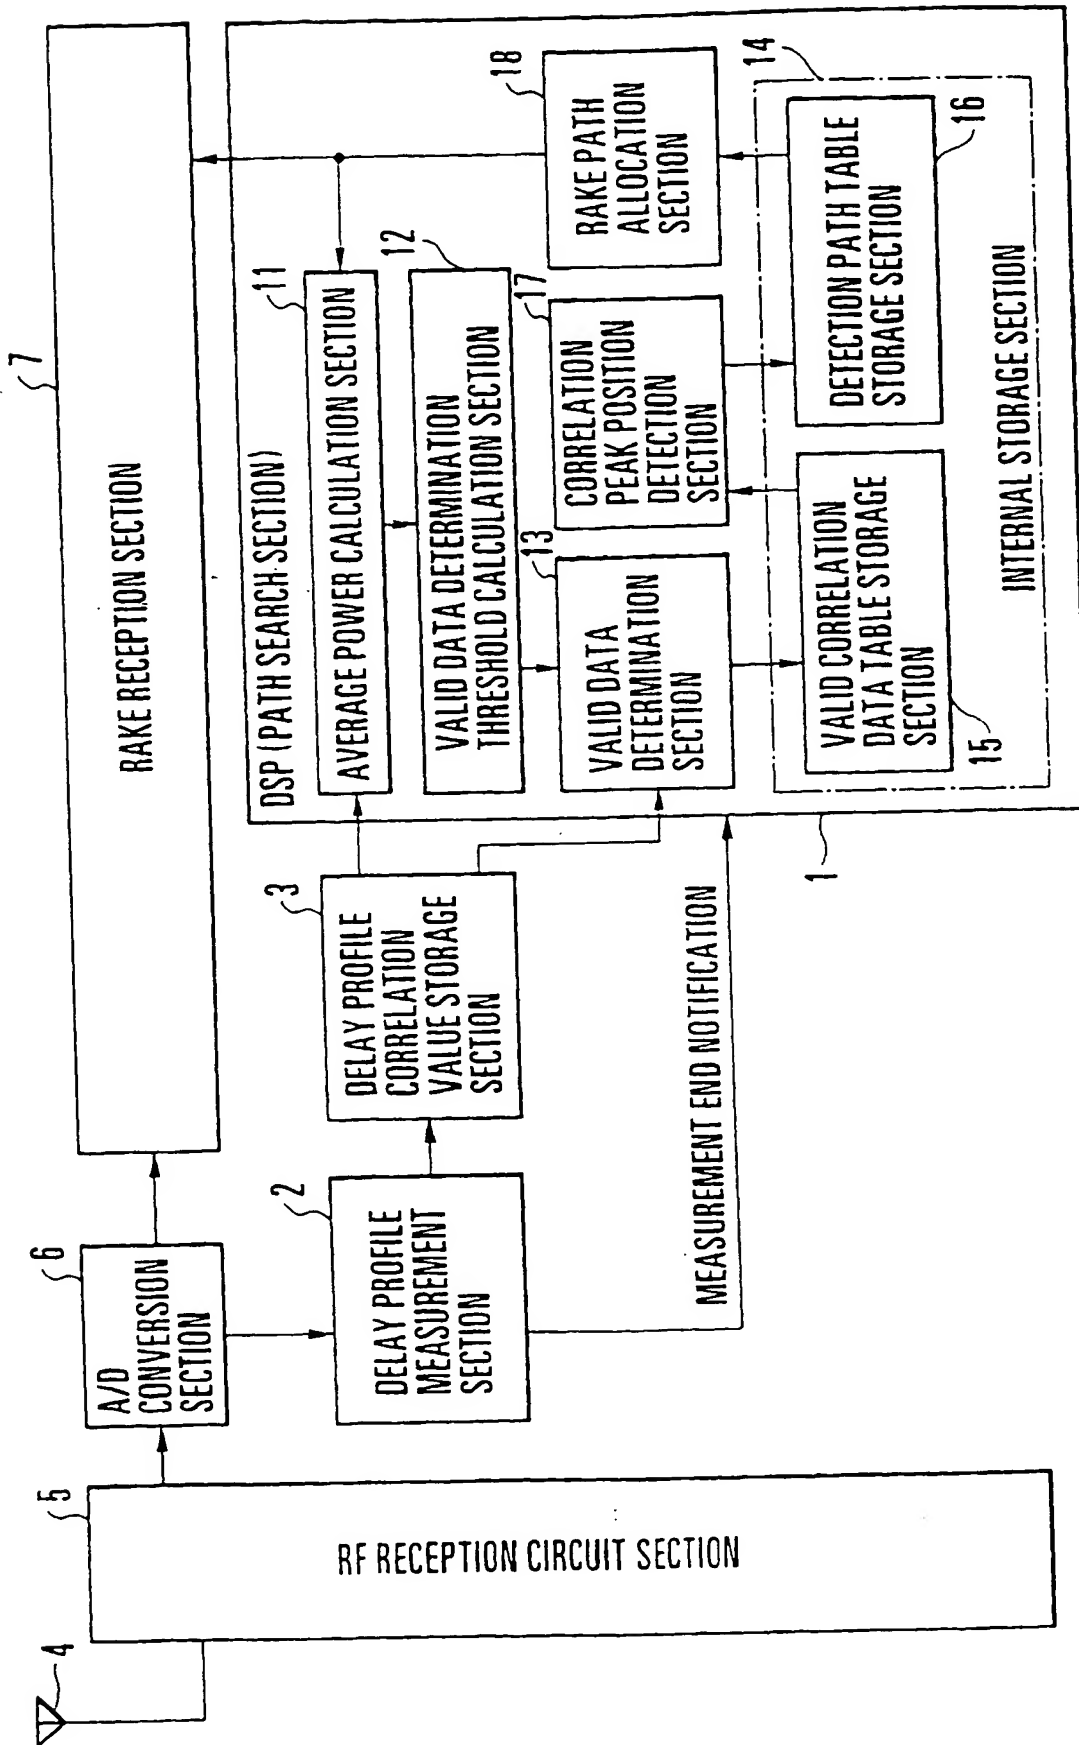 4
5
RF RECEPTION CIRCUIT SECTION
6
A/D
CONVERSION
SECTION
7
RAKE RECEPTION SECTION
2
DELAY PROFILE
MEASUREMENT
SECTION
3
DELAY PROFILE
CORRELATION
VALUE STORAGE
SECTION
MEASUREMENT END NOTIFICATION
1
DSP (PATH SEARCH SECTION)
11
AVERAGE POWER CALCULATION SECTION
12
VALID DATA DETERMINATION
THRESHOLD CALCULATION SECTION
13
VALID DATA
DETERMINATION
SECTION
17
CORRELATION
PEAK POSITION
DETECTION
SECTION
18
RAKE PATH
ALLOCATION
SECTION
14
15
VALID CORRELATION
DATA TABLE STORAGE
SECTION
16
DETECTION PATH TABLE
STORAGE SECTION
INTERNAL STORAGE SECTION